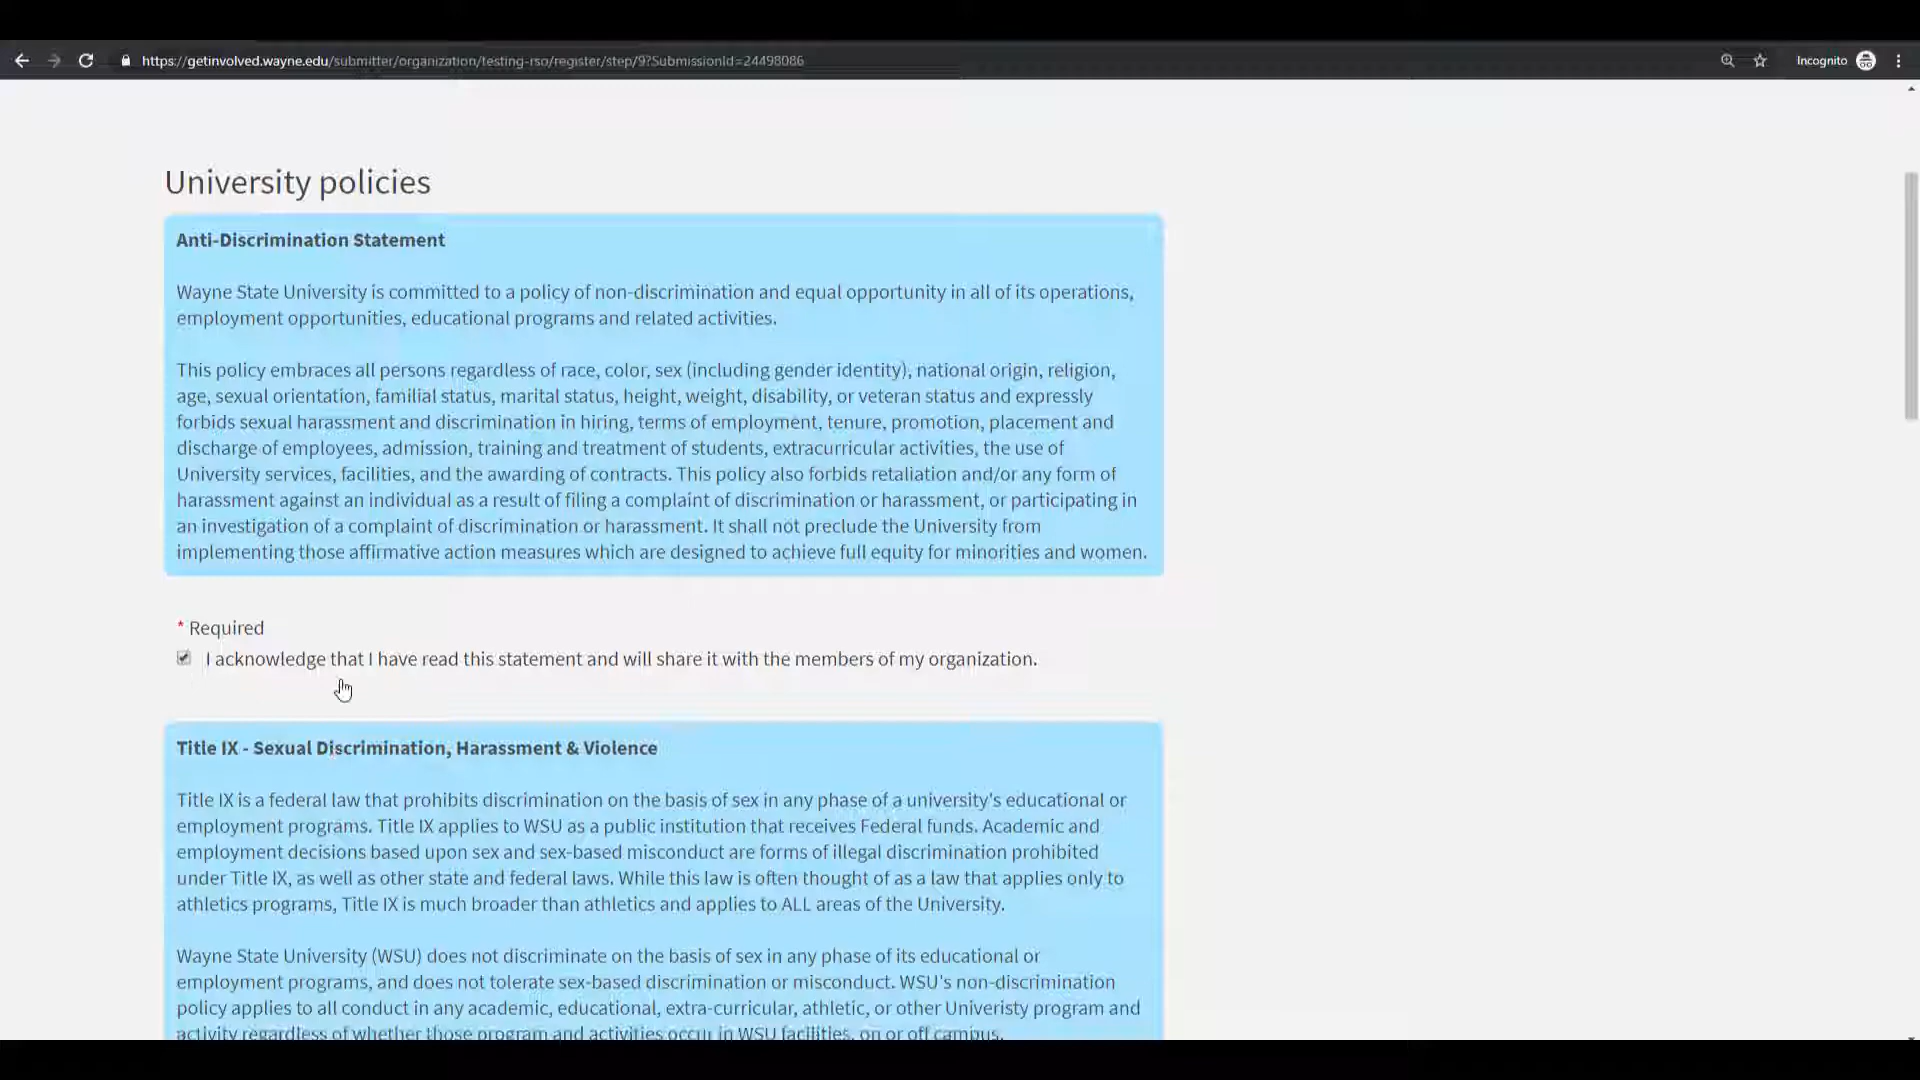 https://getinvolved.wayne.edu/submitter/organization/testing-rso/register/step/9?SubmissionId=24498086
Incognito
University policies
Anti-Discrimination Statement
Wayne State University is committed to a policy of non-discrimination and equal opportunity in all of its operations,
employment opportunities, educational programs and related activities.
This policy embraces all persons regardless of race, color, sex (including gender identity), national origin, religion,
age, sexual orientation, familial status, marital status, height, weight, disability, or veteran status and expressly
forbids sexual harassment and discrimination in hiring, terms of employment, tenure, promotion, placement and
discharge of employees, admission, training and treatment of students, extracurricular activities, the use of
University services, facilities, and the awarding of contracts. This policy also forbids retaliation and/or any form of
harassment against an individual as a result of filing a complaint of discrimination or harassment, or participating in
an investigation of a complaint of discrimination or harassment. It shall not preclude the University from
implementing those affirmative action measures which are designed to achieve full equity for minorities and women.
* Required
I acknowledge that I have read this statement and will share it with the members of my organization.
Title IX - Sexual Discrimination, Harassment & Violence
Title IX is a federal law that prohibits discrimination on the basis of sex in any phase of a university's educational or
employment programs. Title IX applies to WSU as a public institution that receives Federal funds. Academic and
employment decisions based upon sex and sex-based misconduct are forms of illegal discrimination prohibited
under Title IX, as well as other state and federal laws. While this law is often thought of as a law that applies only to
athletics programs, Title IX is much broader than athletics and applies to ALL areas of the University.
Wayne State University (WSU) does not discriminate on the basis of sex in any phase of its educational or
employment programs, and does not tolerate sex-based discrimination or misconduct. WSU's non-discrimination
policy applies to all conduct in any academic, educational, extra-curricular, athletic, or other Univeristy program and
activity regardless of whether those program and activities occur in WSU facilities, on or off campus.